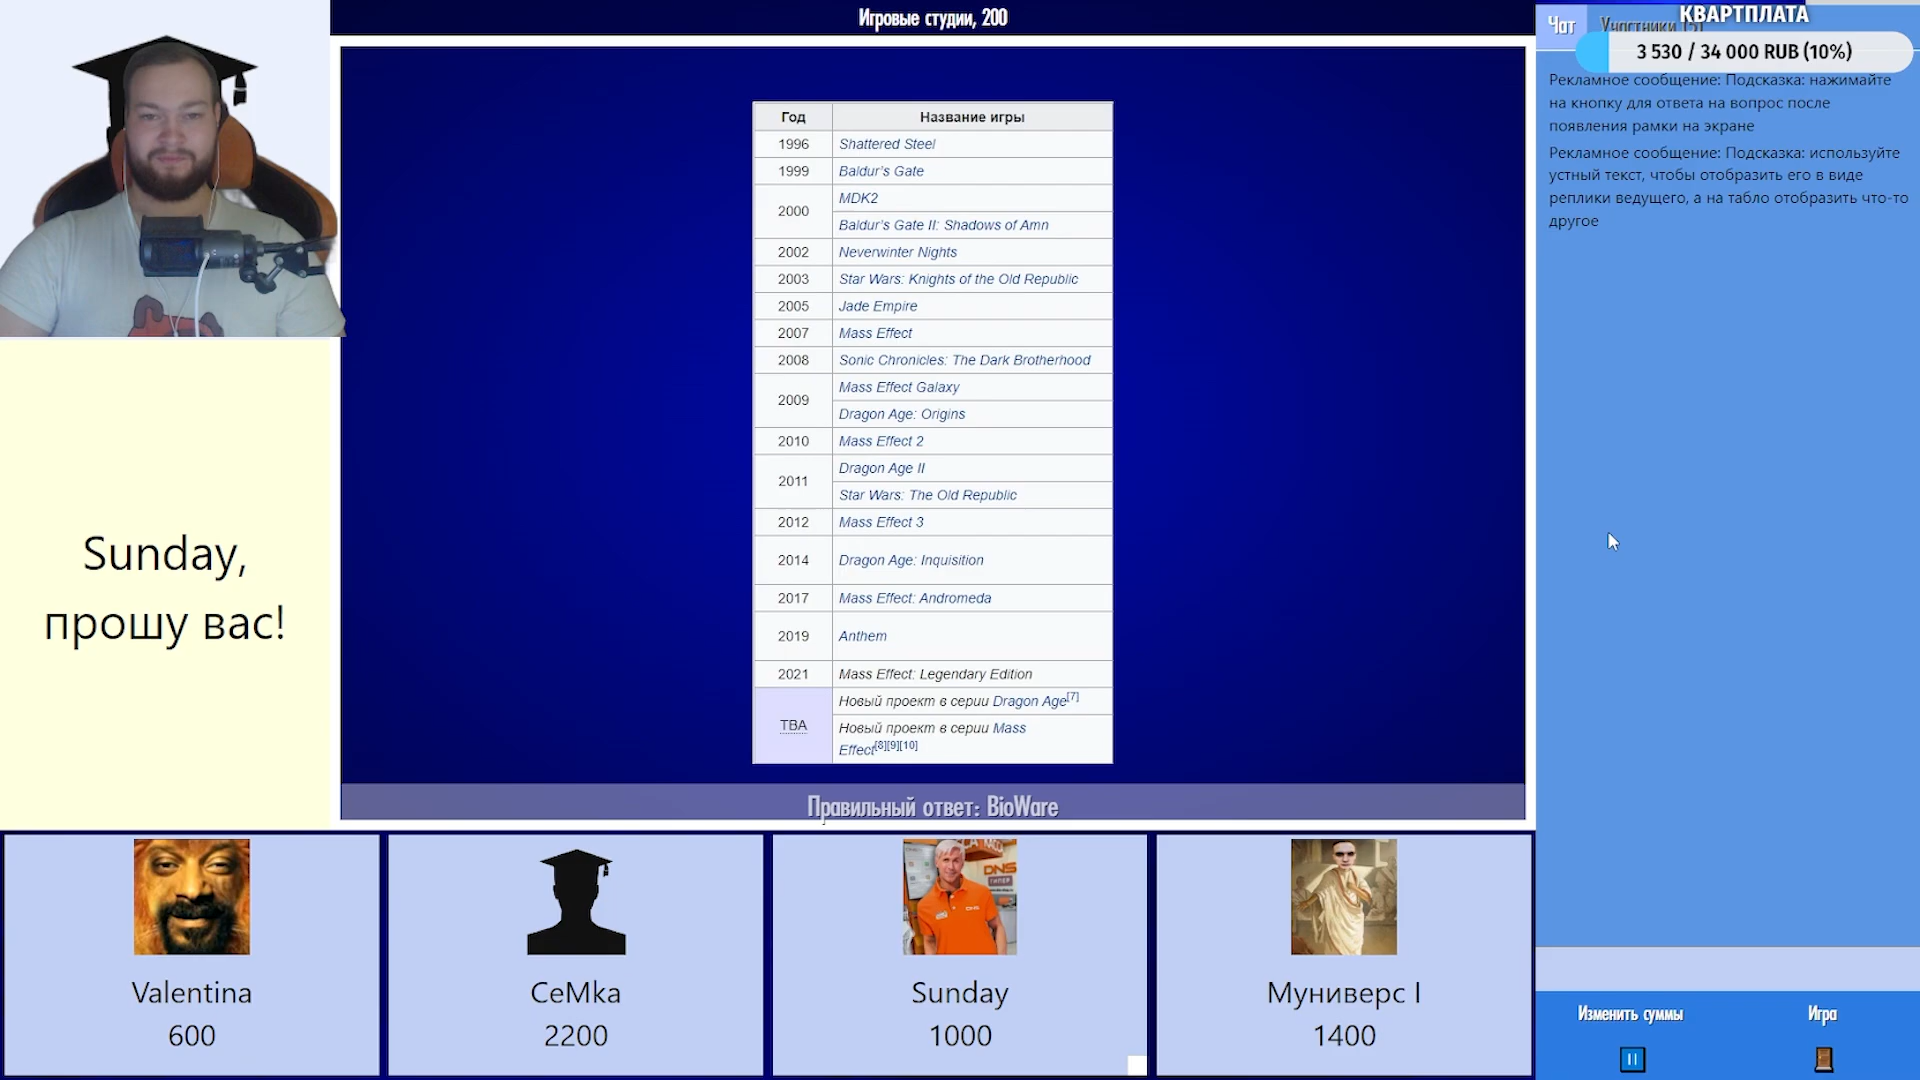 Игровые студии, 200
Год Название игры
1996 Shattered Steel
1999 Baldur's Gate
2000 MDK2
Baldur's Gate II: Shadows of Amn
2002 Neverwinter Nights
2003 Star Wars: Knights of the Old Republic
2005 Jade Empire
2007 Mass Effect
2008 Sonic Chronicles: The Dark Brotherhood
2009 Mass Effect Galaxy
Dragon Age: Origins
2010 Mass Effect 2
2011 Dragon Age II
Star Wars: The Old Republic
2012 Mass Effect 3
2014 Dragon Age: Inquisition
2017 Mass Effect: Andromeda
2019 Anthem
2021 Mass Effect: Legendary Edition
TBA Новый проект в серии Dragon Age[7]
Новый проект в серии Mass
Effect[8][9][10]
Правильный ответ: BioWare
Sunday,
прошу вас!
Valentina
600
CeMka
2200
DNS
ГИПЕР
Sunday
1000
Муниверс I
1400
КВАРТПЛАТА
Чат Участники
3 530 / 34 000 RUB (10%)
Рекламное сообщение: Подсказка: нажимайте
на кнопку для ответа на вопрос после
появления рамки на экране
Рекламное сообщение: Подсказка: используйте
устный текст, чтобы отобразить его в виде
реплики ведущего, а на табло отобразить что-то
другое
Изменить суммы
Игра